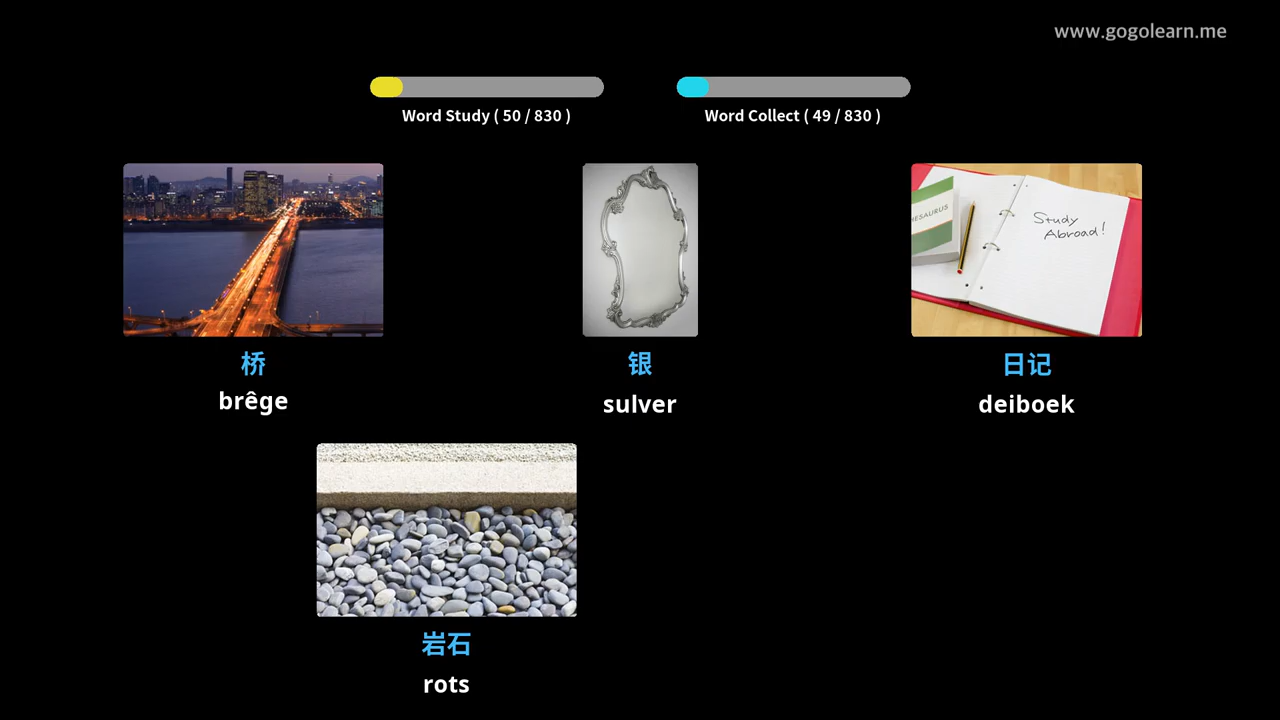 www.gogolearn.me
Word Study ( 50 / 830 )
Word Collect ( 49 / 830 )
HESAURUS
Study
Abroad!
桥
银
日记
brêge
sulver
deiboek
岩石
rots